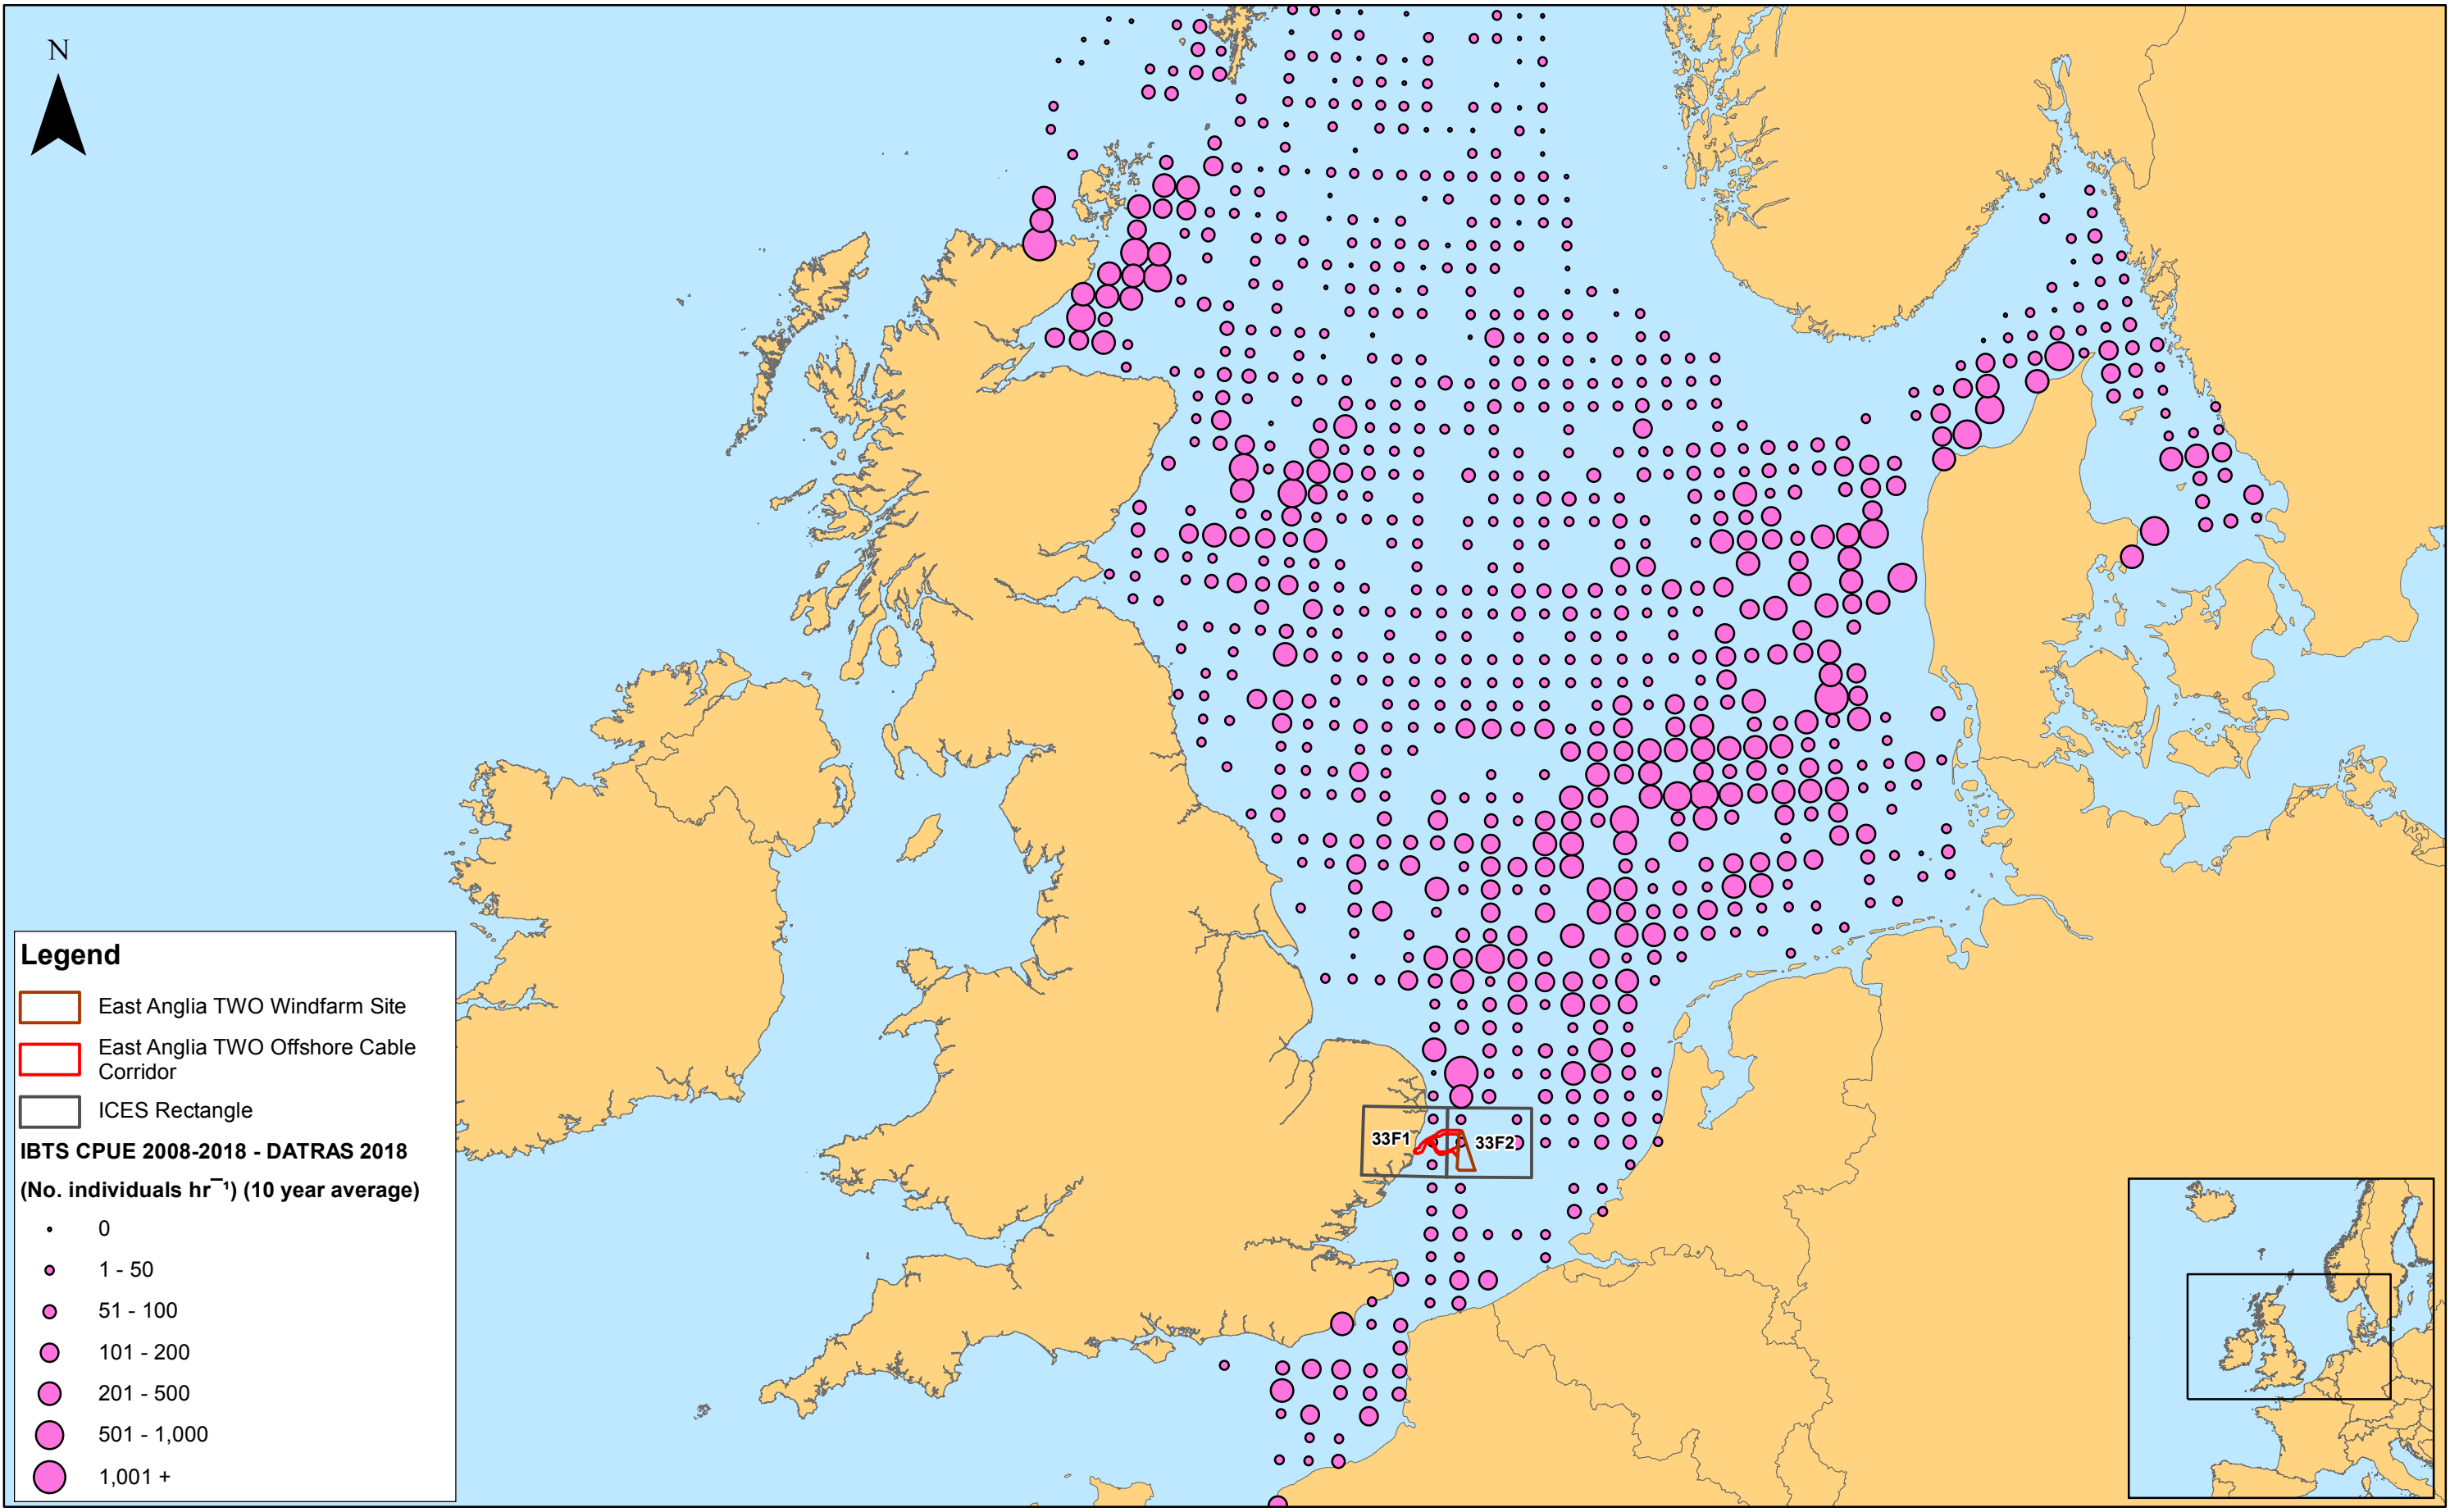 N
33F1
33F2
Legend
East Anglia TWO Windfarm Site
East Anglia TWO Offshore Cable
Corridor
ICES Rectangle
IBTS CPUE 2008-2018 - DATRAS 2018
(No. individuals hr¯¹) (10 year average)
0
1 - 50
51 - 100
101 - 200
201 - 500
501 - 1,000
1,001 +